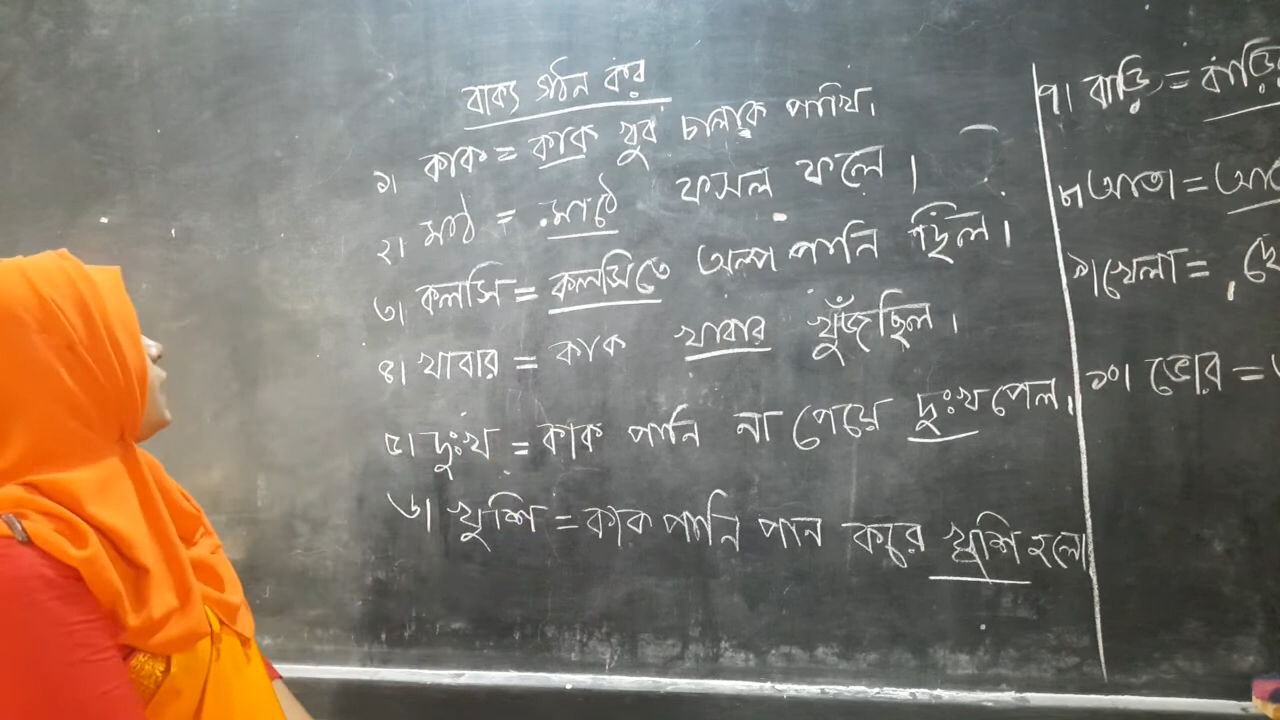 বাক্য গঠন কর
১। কাক = কাক খুব চালাক পাখি।
২। মাঠ = মাঠে ফসল ফলে।
৩। কলসি = কলসিতে অল্প পানি ছিল।
৪। খাবার = কাক খাবার খুঁজছিল।
৫। দুঃখ = কাক পানি না পেয়ে দুঃখ পেল।
৬। খুশি = কাক পানি পান করে খুশি হলো
৭। বাড়ি =
৮। আতা =
৯। খেলা =
১০। ভোর =